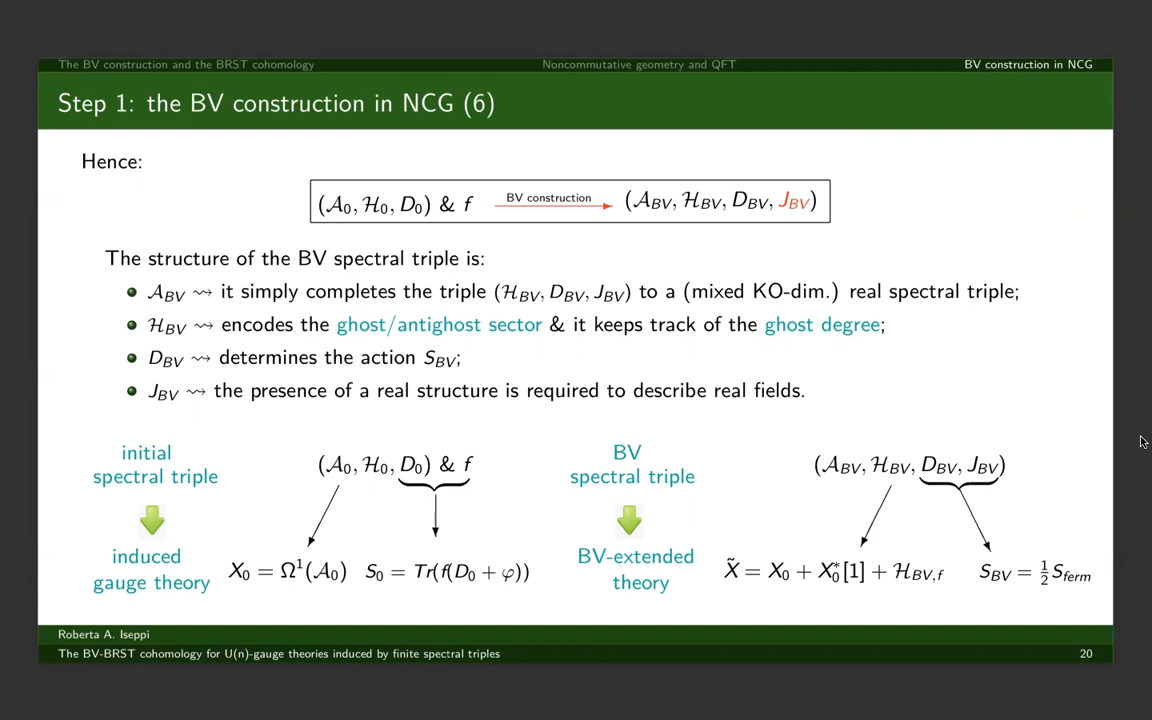 The BV construction and the BRST cohomology Noncommutative geometry and QFT BV construction in NCG
Step 1: the BV construction in NCG (6)
Hence:
(𝒜₀, ℋ₀, D₀) & f BV construction → (𝒜_BV, ℋ_BV, D_BV, J_BV)
The structure of the BV spectral triple is:
𝒜_BV ⇝ it simply completes the triple (ℋ_BV, D_BV, J_BV) to a (mixed KO-dim.) real spectral triple;
ℋ_BV ⇝ encodes the ghost/antighost sector & it keeps track of the ghost degree;
D_BV ⇝ determines the action S_BV;
J_BV ⇝ the presence of a real structure is required to describe real fields.
initial
spectral triple
(𝒜₀, ℋ₀, D₀) & f
BV
spectral triple
(𝒜_BV, ℋ_BV, D_BV, J_BV)
induced
gauge theory
X₀ = Ω¹(𝒜₀) S₀ = Tr(f(D₀ + φ))
BV-extended
theory
X̃ = X₀ + X₀*[1] + ℋ_BV,f S_BV = ½ S_ferm
Roberta A. Iseppi
The BV-BRST cohomology for U(n)-gauge theories induced by finite spectral triples 20